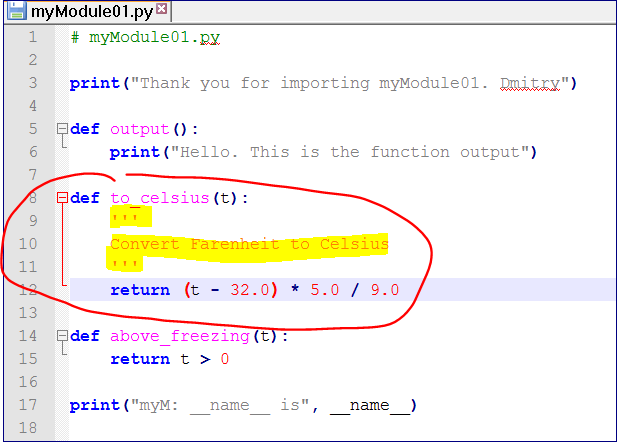 myModule01.py
1 # myModule01.py
2
3 print("Thank you for importing myModule01. Dmitry")
4
5 def output():
6     print("Hello. This is the function output")
7
8 def to_celsius(t):
9     '''
10     Convert Farenheit to Celsius
11     '''
12     return (t - 32.0) * 5.0 / 9.0
13
14 def above_freezing(t):
15     return t > 0
16
17 print("myM: __name__ is", __name__)
18